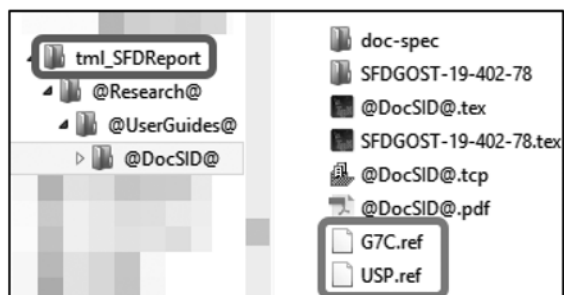 tml_SFDReport
@Research@
@UserGuides@
@DocSID@
doc-spec
SFDGOST-19-402-78
@DocSID@.tex
SFDGOST-19-402-78.tex
@DocSID@.tcp
@DocSID@.pdf
G7C.ref
USP.ref